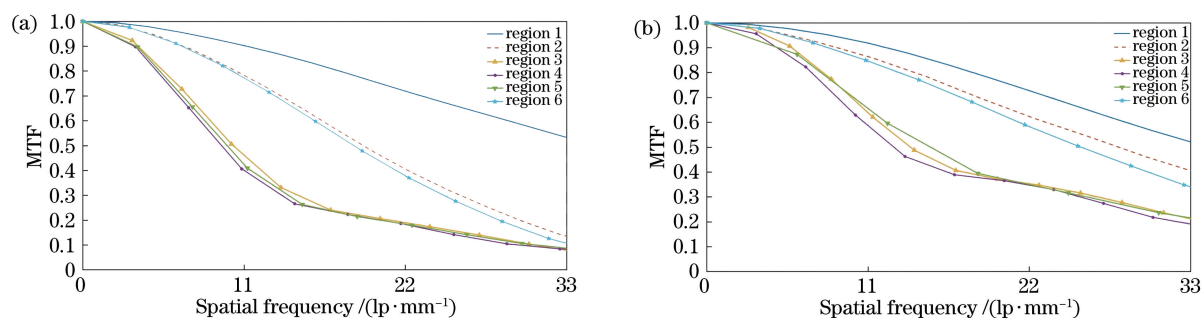 (a)
1.0
0.9
0.8
0.7
0.6
0.5
0.4
0.3
0.2
0.1
0
MTF
0 11 22 33
Spatial frequency /(lp·mm⁻¹)
region 1
region 2
region 3
region 4
region 5
region 6
(b)
1.0
0.9
0.8
0.7
0.6
0.5
0.4
0.3
0.2
0.1
0
MTF
0 11 22 33
Spatial frequency /(lp·mm⁻¹)
region 1
region 2
region 3
region 4
region 5
region 6